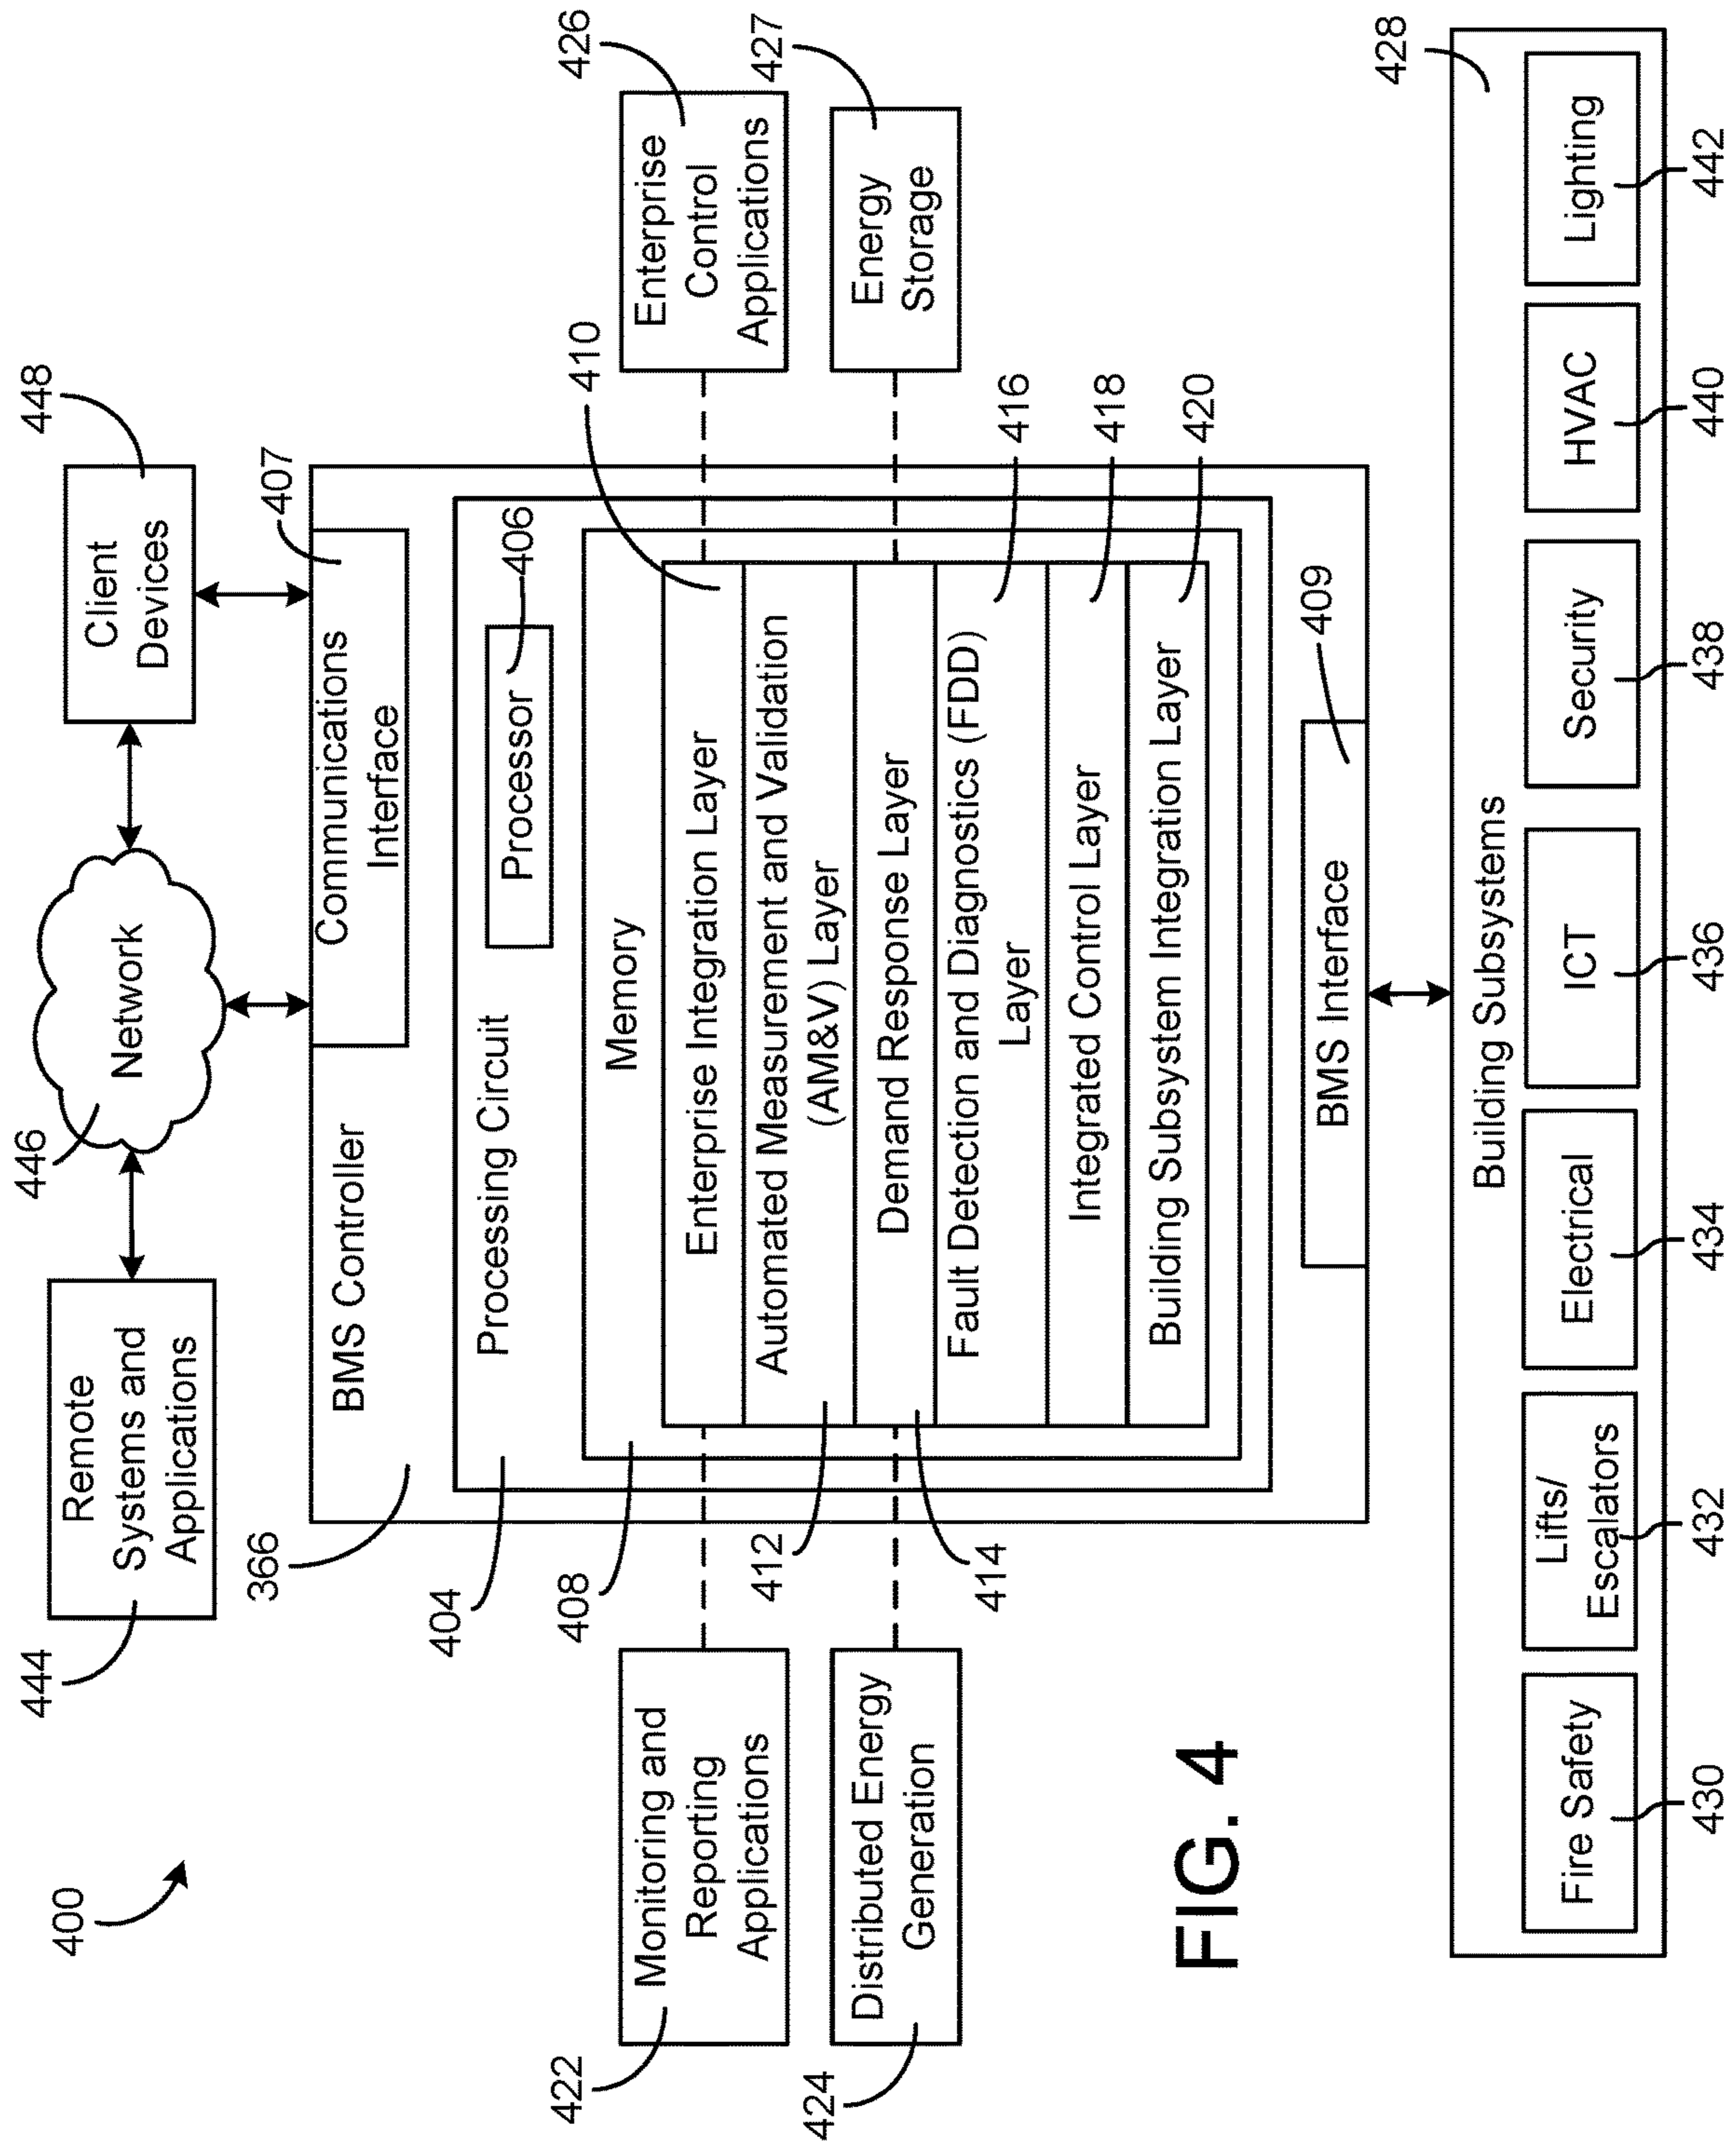 400
444
Remote
Systems and
Applications
446
Network
Client
Devices
448
366
BMS Controller
Communications
Interface
407
404
Processing Circuit
Processor
406
408
Memory
Enterprise Integration Layer
410
Automated Measurement and Validation
(AM&V) Layer
412
Demand Response Layer
414
Fault Detection and Diagnostics (FDD)
Layer
416
Integrated Control Layer
418
Building Subsystem Integration Layer
420
422
Monitoring and
Reporting
Applications
424
Distributed Energy
Generation
Enterprise
Control
Applications
426
Energy
Storage
427
BMS Interface
409
FIG. 4
Building Subsystems
428
Fire Safety
Lifts/
Escalators
Electrical
ICT
Security
HVAC
Lighting
430
432
434
436
438
440
442